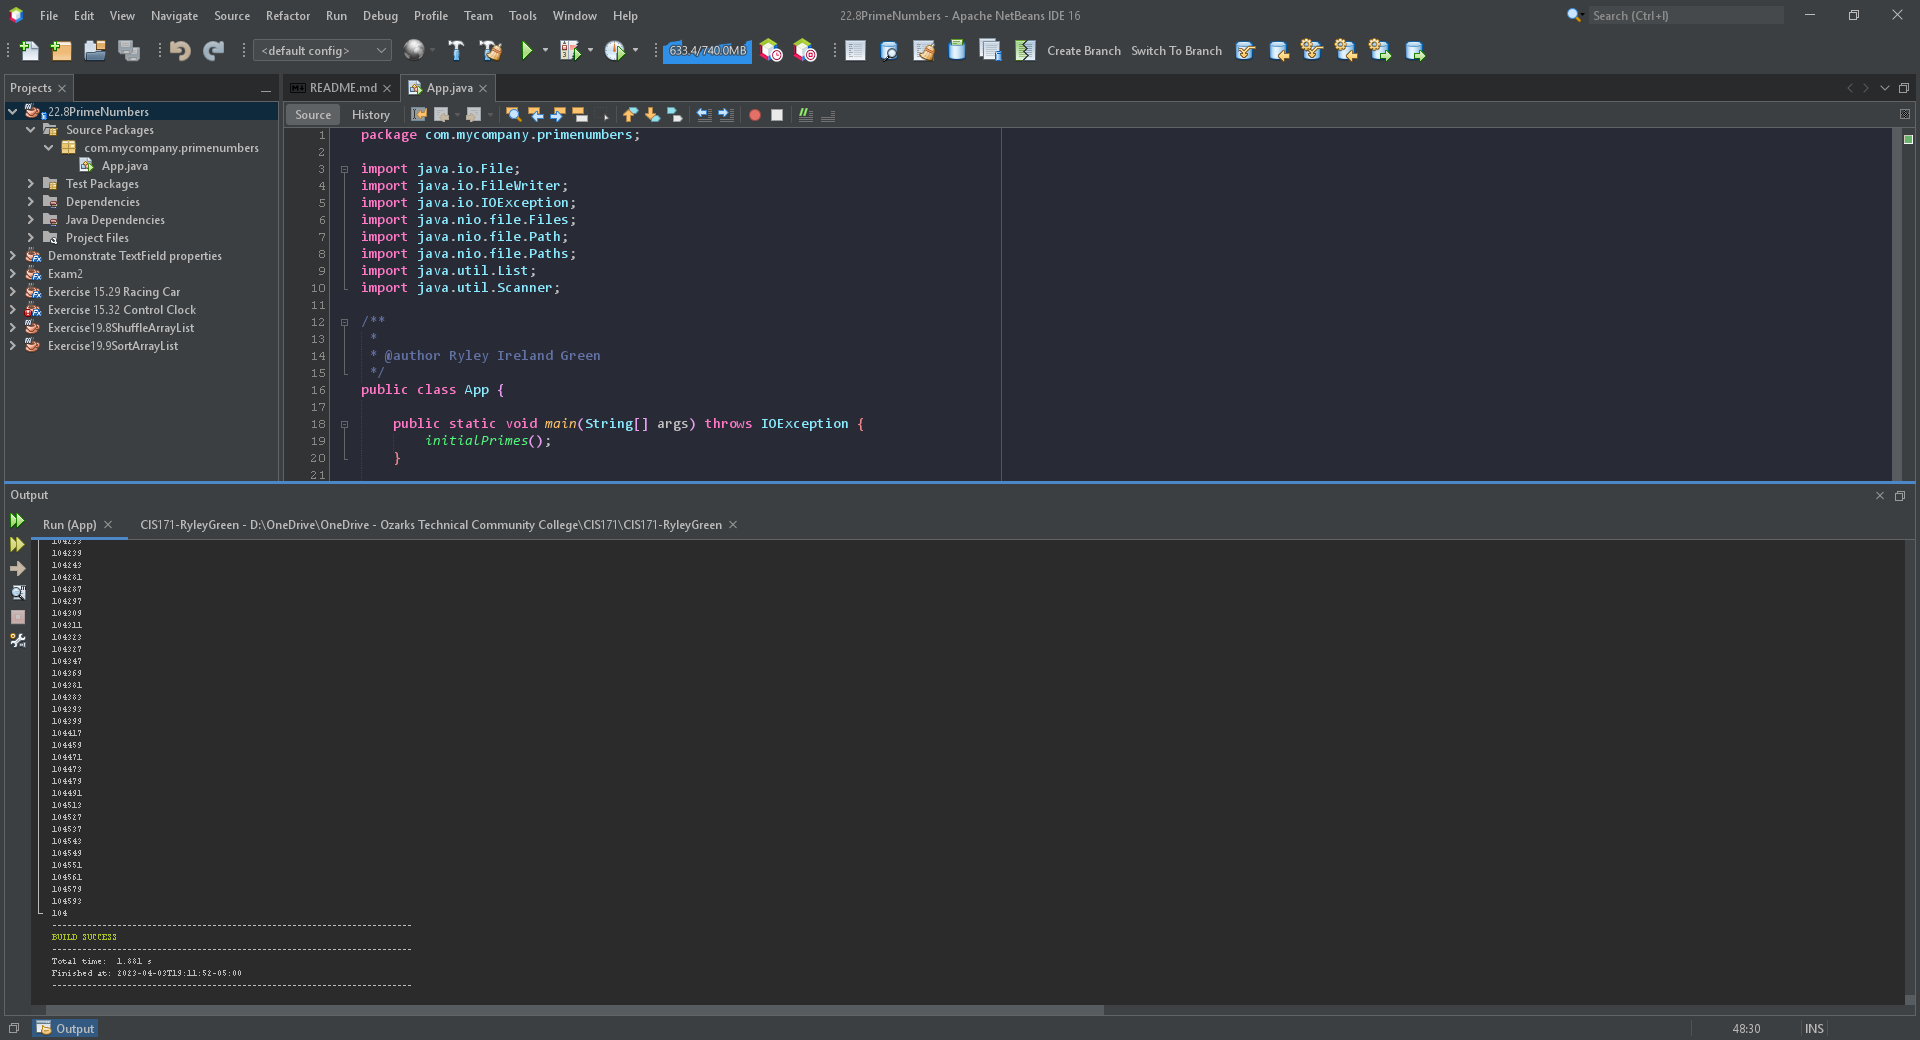 File Edit View Navigate Source Refactor Run Debug Profile Team Tools Window Help
22.8PrimeNumbers - Apache NetBeans IDE 16
Search (Ctrl+I)
<default config>
633.4/740.0MB
Create Branch Switch To Branch
Projects
README.md
App.java
Source History
22.8PrimeNumbers
Source Packages
com.mycompany.primenumbers
App.java
Test Packages
Dependencies
Java Dependencies
Project Files
Demonstrate TextField properties
Exam2
Exercise 15.29 Racing Car
Exercise 15.32 Control Clock
Exercise19.8ShuffleArrayList
Exercise19.9SortArrayList
1 package com.mycompany.primenumbers;
2
3 import java.io.File;
4 import java.io.FileWriter;
5 import java.io.IOException;
6 import java.nio.file.Files;
7 import java.nio.file.Path;
8 import java.nio.file.Paths;
9 import java.util.List;
10 import java.util.Scanner;
11
12 /**
13 *
14 * @author Ryley Ireland Green
15 */
16 public class App {
17
18 public static void main(String[] args) throws IOException {
19 initialPrimes();
20 }
21
Output
Run (App)
CIS171-RyleyGreen - D:\OneDrive\OneDrive - Ozarks Technical Community College\CIS171\CIS171-RyleyGreen
104233
104239
104243
104281
104287
104297
104309
104311
104323
104327
104347
104369
104381
104383
104393
104399
104417
104459
104471
104473
104479
104491
104513
104527
104537
104543
104549
104551
104561
104579
104593
104
------------------------------------------------------------------------
BUILD SUCCESS
------------------------------------------------------------------------
Total time: 1.881 s
Finished at: 2023-04-03T19:11:52-05:00
------------------------------------------------------------------------
Output
48:30
INS